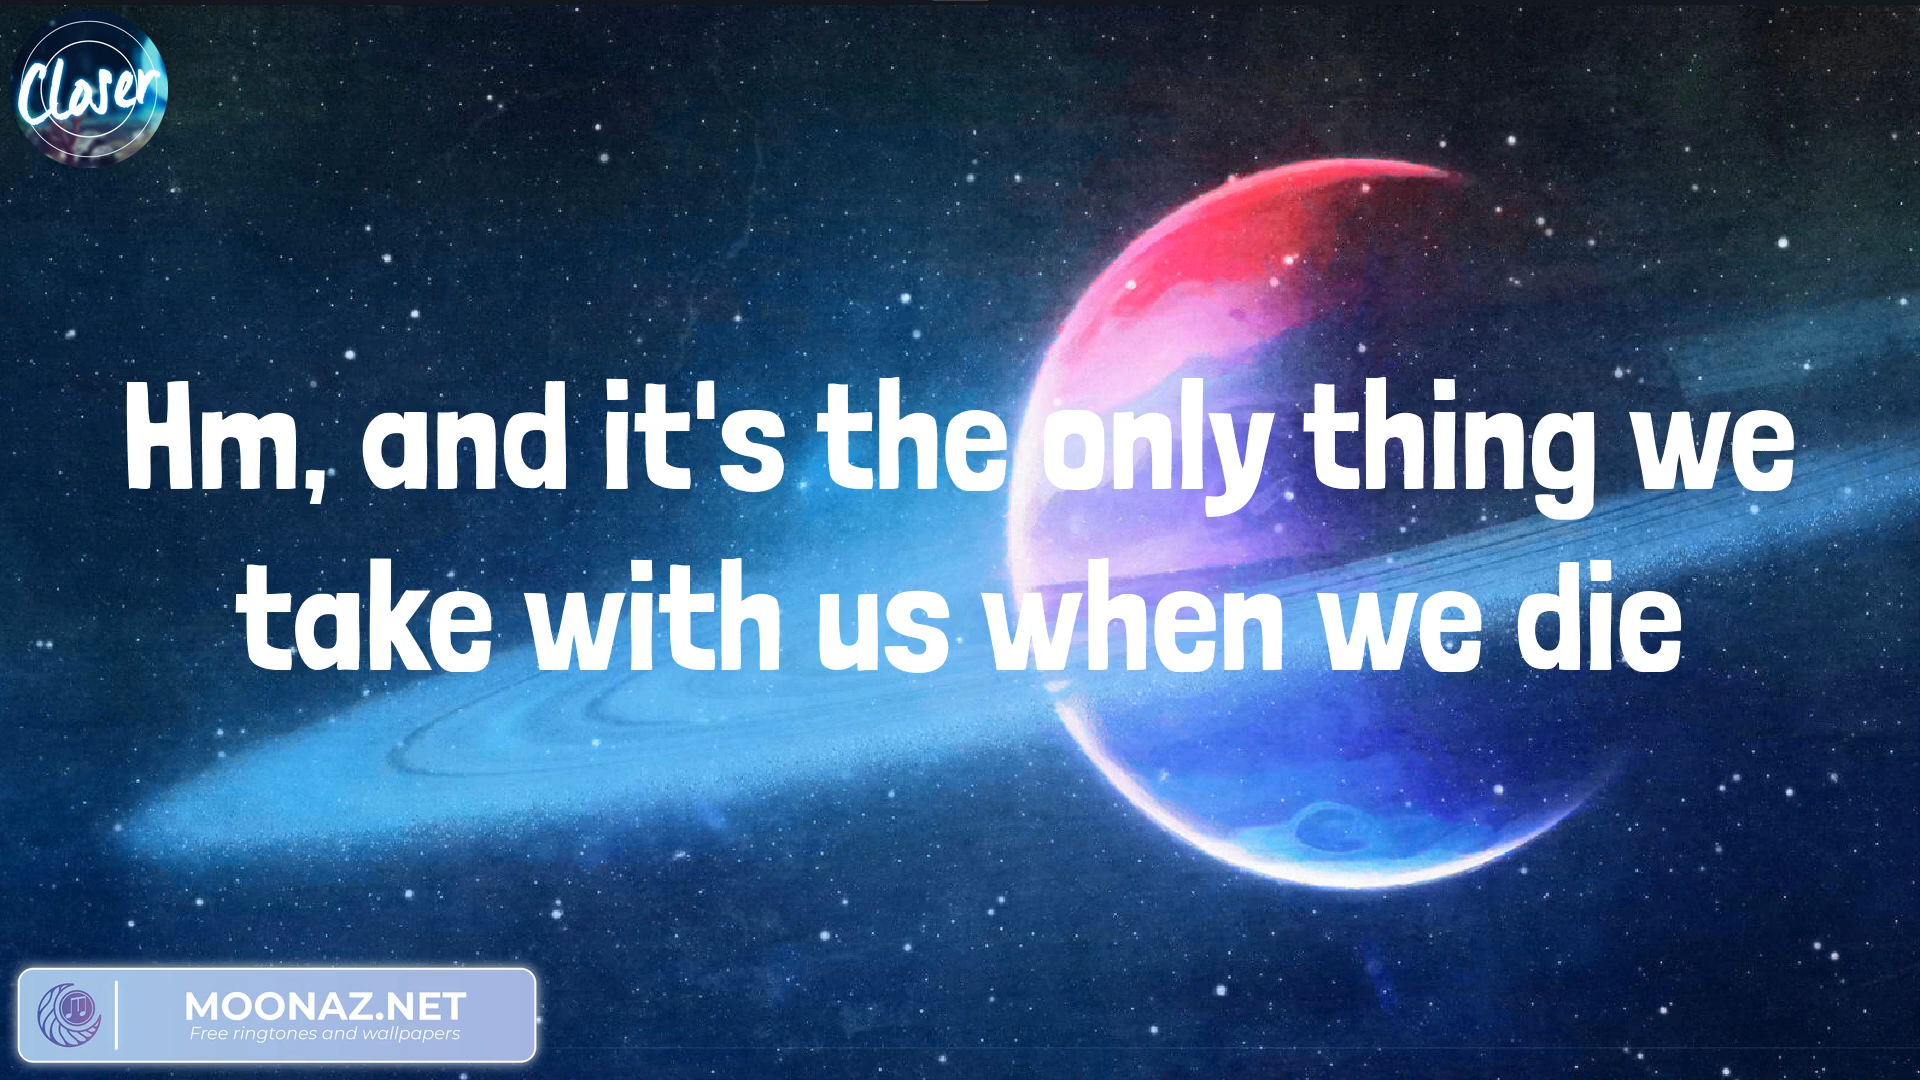 Closer
Hm, and it's the only thing we
take with us when we die
MOONAZ.NET
Free ringtones and wallpapers